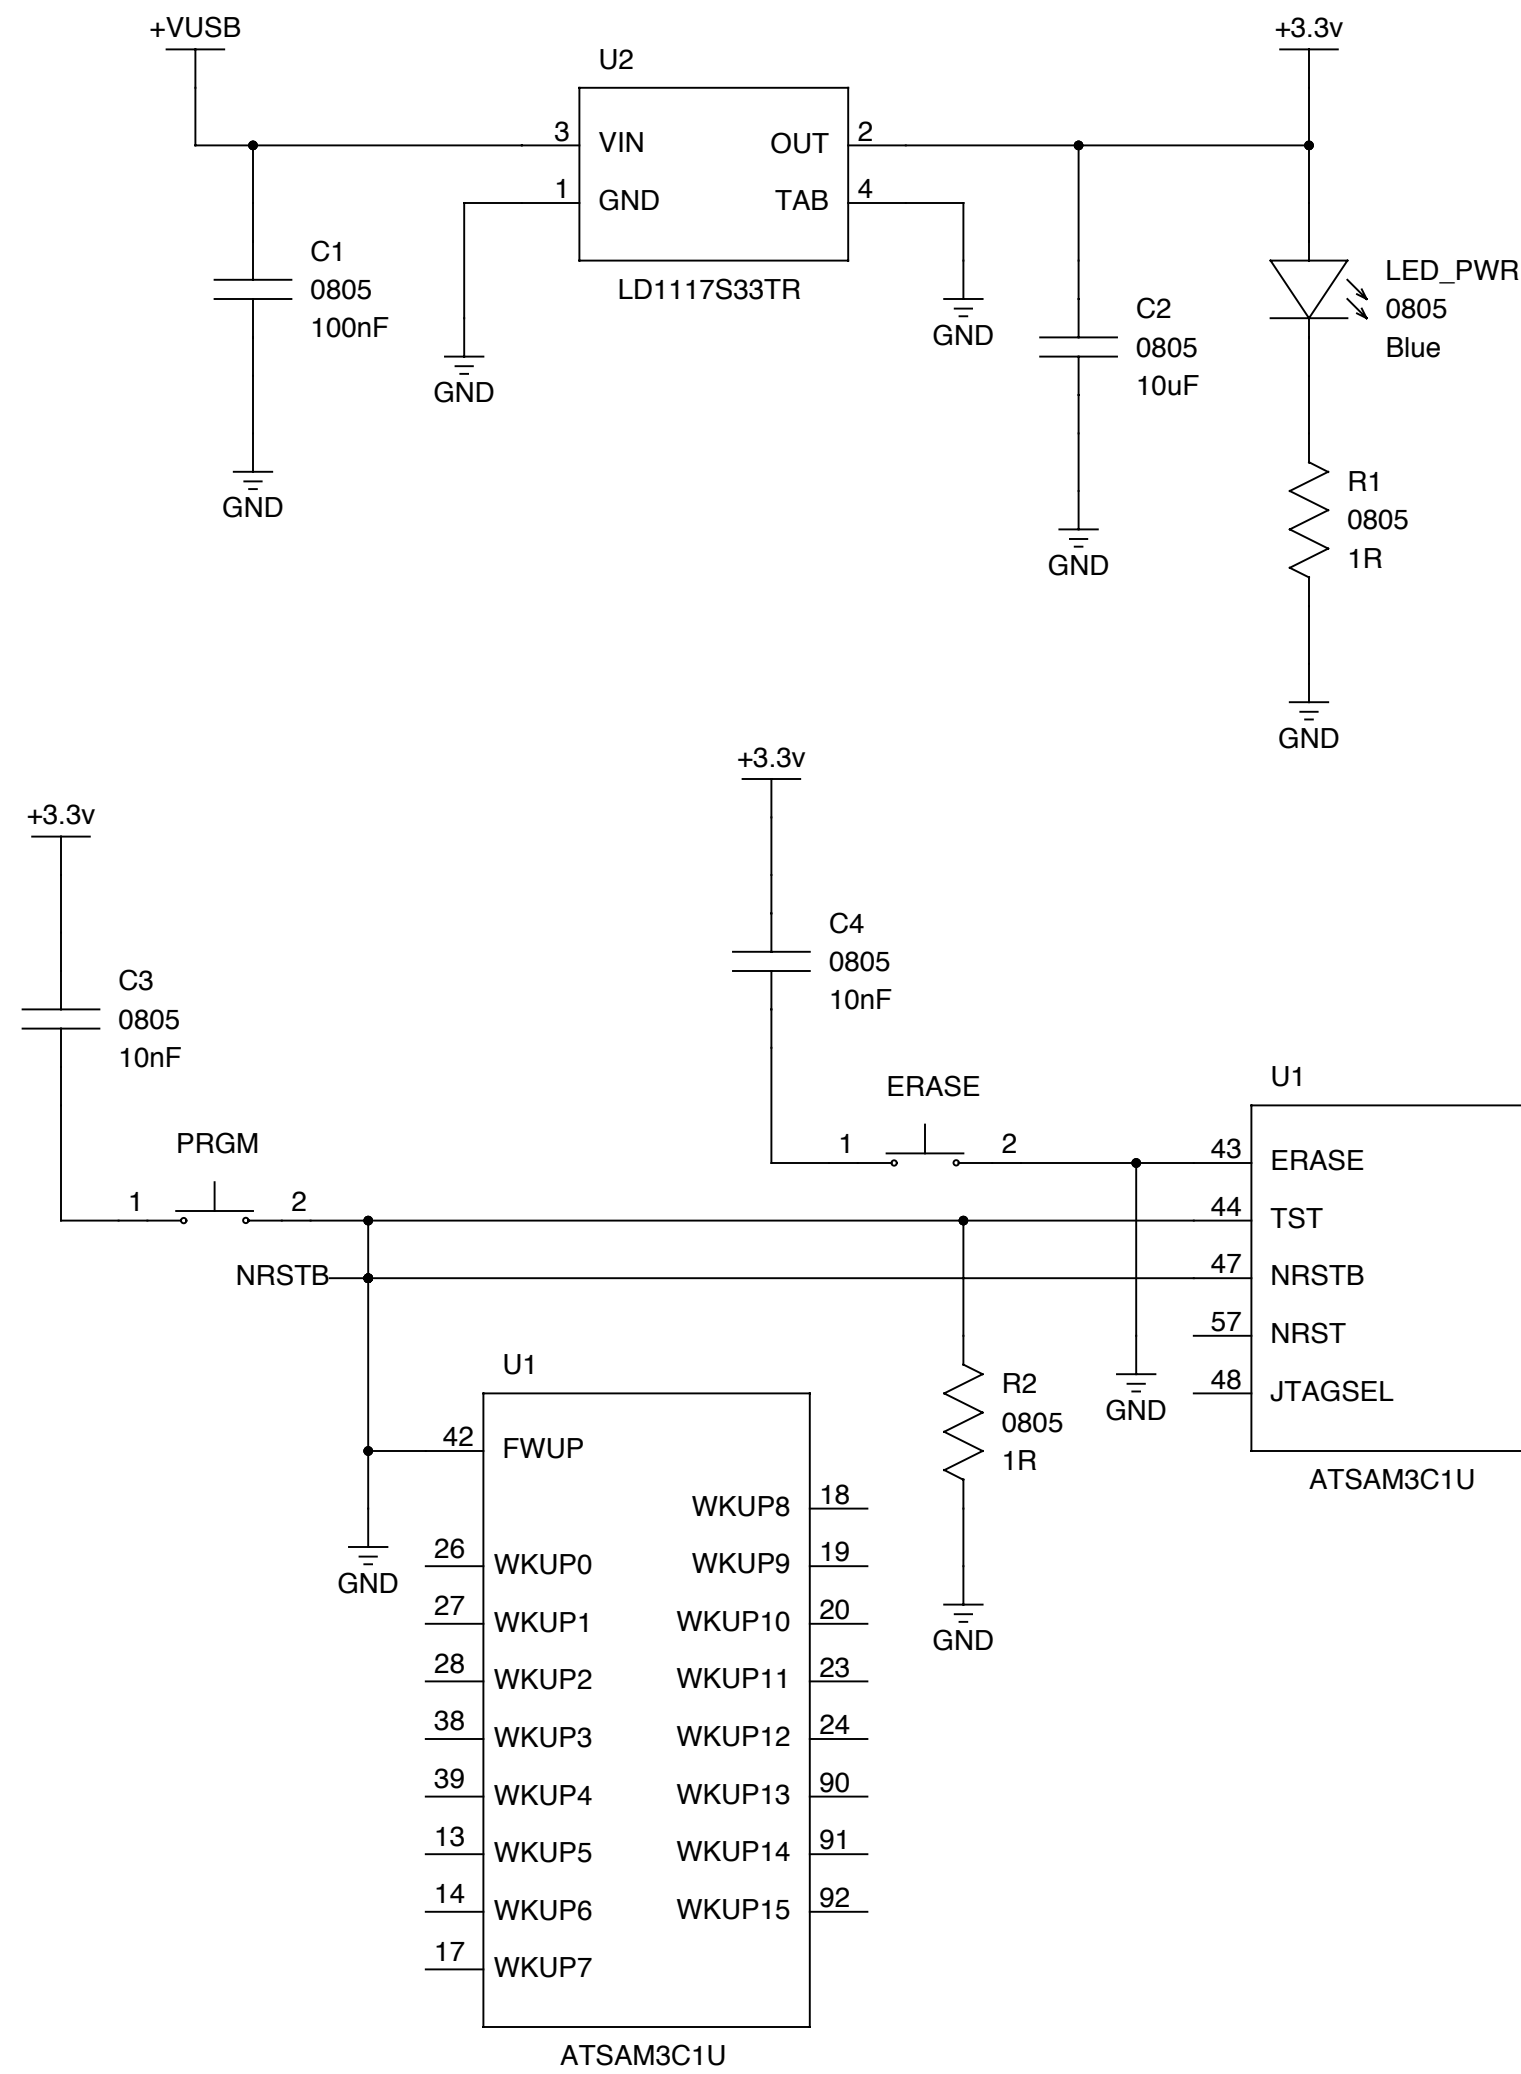 +VUSB
+3.3v
U2
3
VIN
OUT
2
1
GND
TAB
4
LD1117S33TR
C1
0805
100nF
GND
GND
GND
C2
0805
10uF
GND
LED_PWR
0805
Blue
R1
0805
1R
GND
+3.3v
+3.3v
C4
0805
10nF
C3
0805
10nF
ERASE
1
2
PRGM
1
2
NRSTB
U1
43
ERASE
44
TST
47
NRSTB
57
NRST
48
JTAGSEL
ATSAM3C1U
R2
0805
1R
GND
GND
U1
42
FWUP
GND
WKUP8
18
26
WKUP0
WKUP9
19
27
WKUP1
WKUP10
20
28
WKUP2
WKUP11
23
38
WKUP3
WKUP12
24
39
WKUP4
WKUP13
90
13
WKUP5
WKUP14
91
14
WKUP6
WKUP15
92
17
WKUP7
ATSAM3C1U